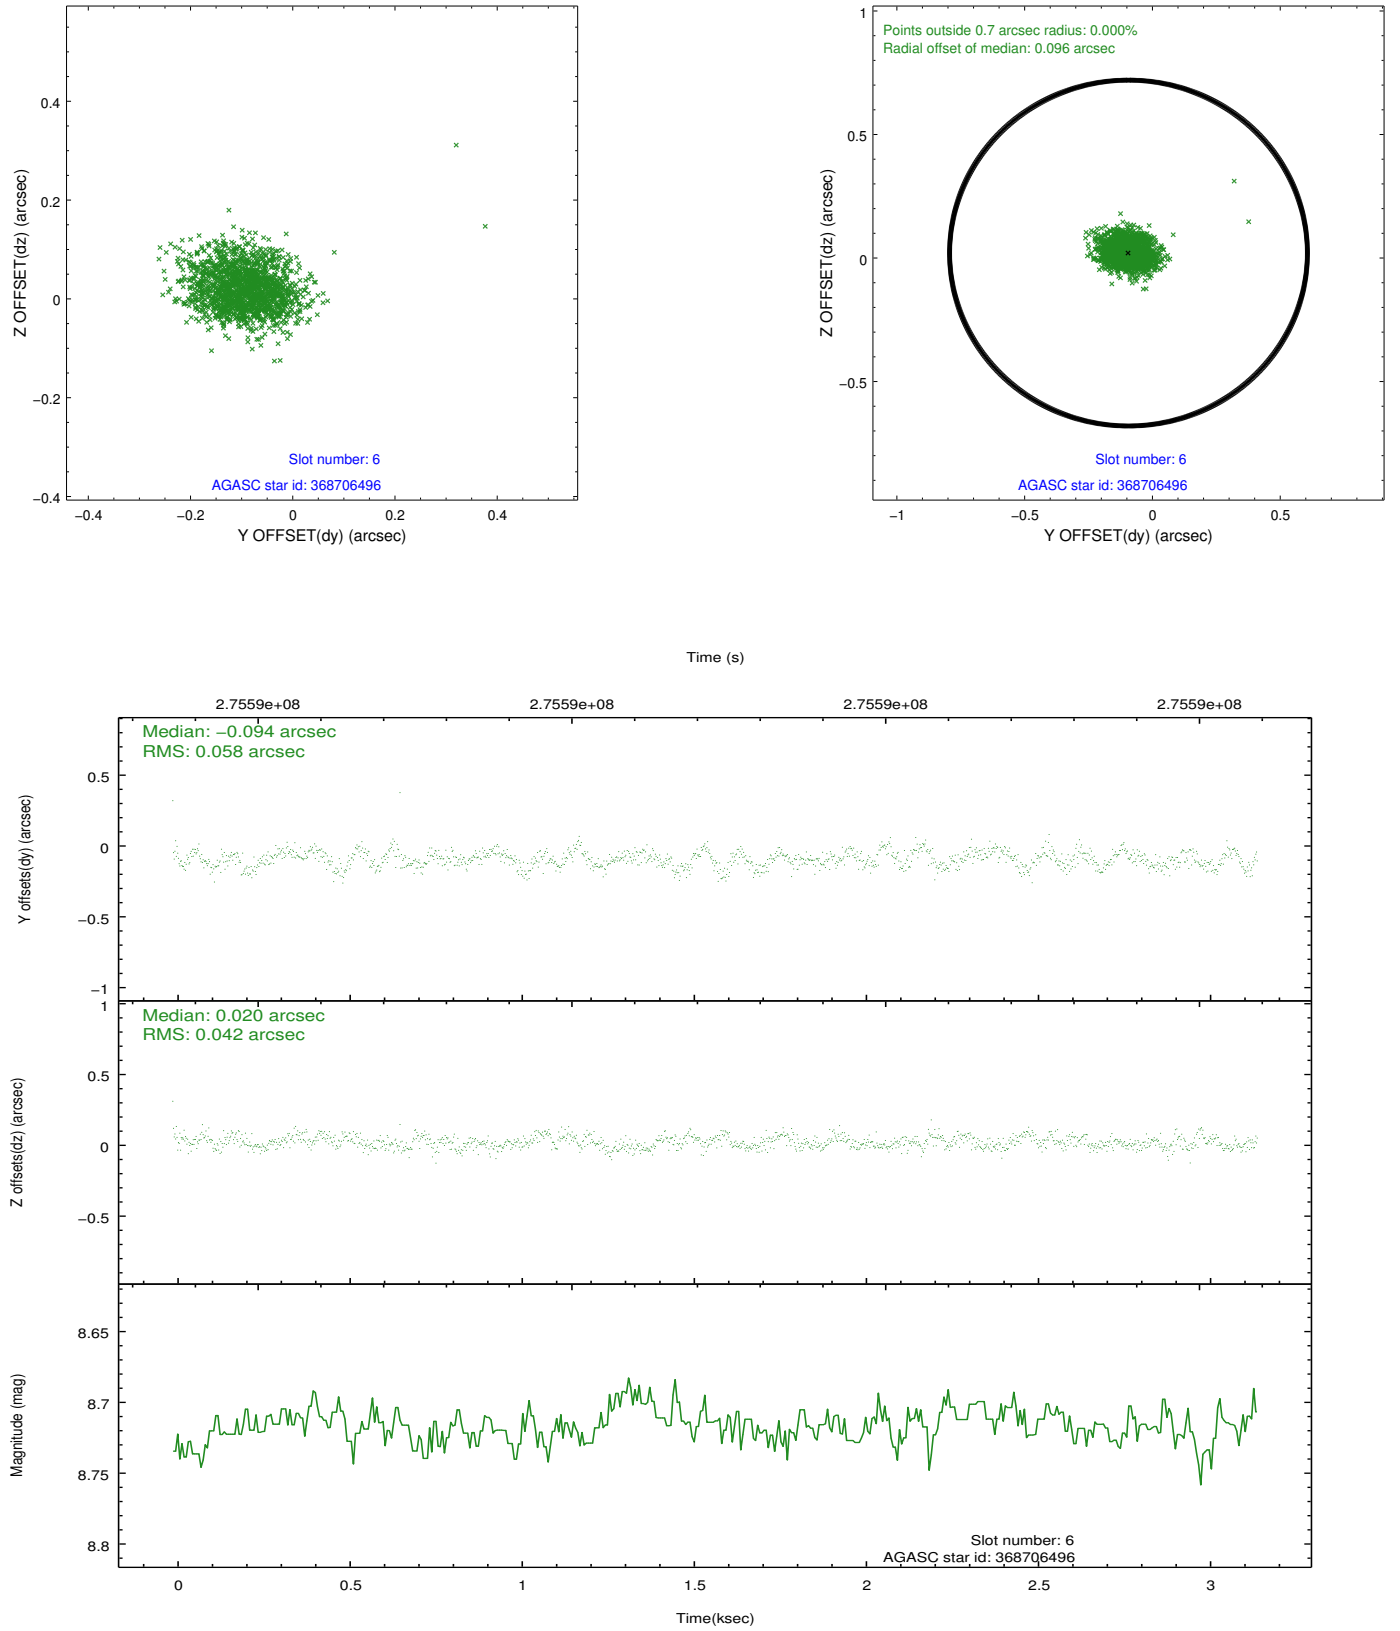 0.4
0.2
0
−0.2
−0.4
Z OFFSET(dz) (arcsec)
−0.4 −0.2 0 0.2 0.4
Y OFFSET(dy) (arcsec)
Slot number: 6
AGASC star id: 368706496
Points outside 0.7 arcsec radius: 0.000%
Radial offset of median: 0.096 arcsec
1
0.5
0
−0.5
Z OFFSET(dz) (arcsec)
Slot number: 6
AGASC star id: 368706496
−1 −0.5 0 0.5
Y OFFSET(dy) (arcsec)
Time (s)
2.7559e+08 2.7559e+08 2.7559e+08 2.7559e+08
Median: −0.094 arcsec
RMS: 0.058 arcsec
0.5
0
−0.5
−1
Y offsets(dy) (arcsec)
Median: 0.020 arcsec
RMS: 0.042 arcsec
1
0.5
0
−0.5
Z offsets(dz) (arcsec)
8.65
8.7
8.75
8.8
Magnitude (mag)
Slot number: 6
AGASC star id: 368706496
0 0.5 1 1.5 2 2.5 3
Time(ksec)